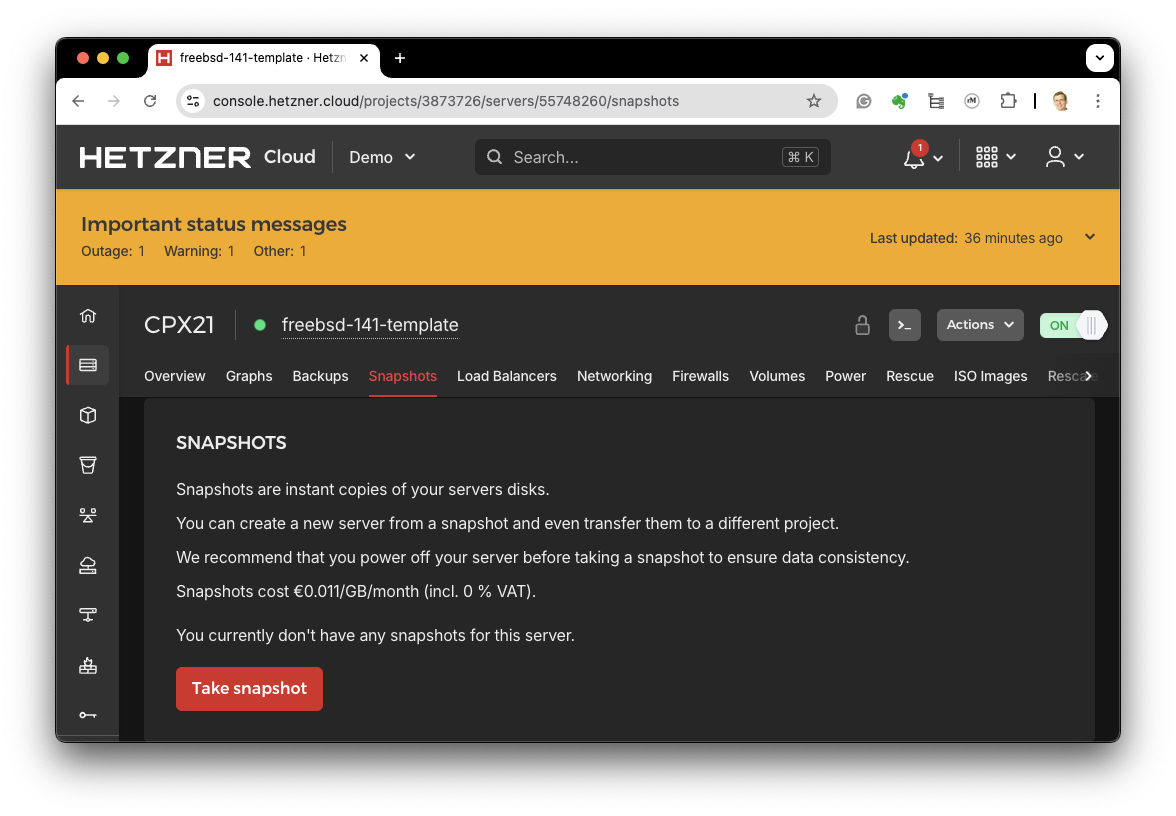 freebsd-141-template · Hetzn
console.hetzner.cloud/projects/3873726/servers/55748260/snapshots
HETZNER Cloud
Demo
Search...
⌘ K
1
Important status messages
Outage: 1 Warning: 1 Other: 1
Last updated: 36 minutes ago
CPX21
freebsd-141-template
Actions
ON
Overview Graphs Backups Snapshots Load Balancers Networking Firewalls Volumes Power Rescue ISO Images Rescale
SNAPSHOTS
Snapshots are instant copies of your servers disks.
You can create a new server from a snapshot and even transfer them to a different project.
We recommend that you power off your server before taking a snapshot to ensure data consistency.
Snapshots cost €0.011/GB/month (incl. 0 % VAT).
You currently don't have any snapshots for this server.
Take snapshot